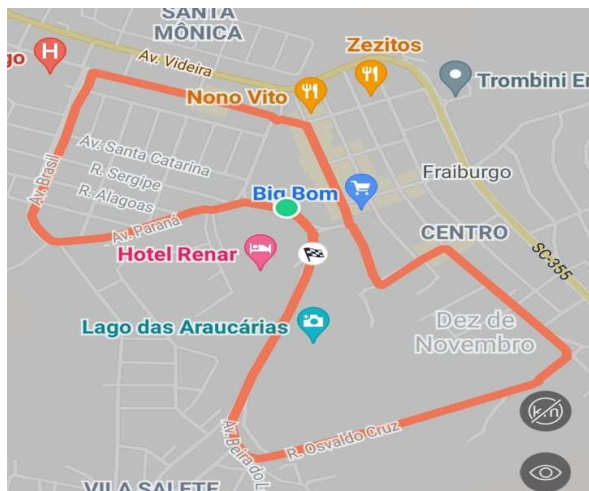 SANTA
MÔNICA
Zezitos
go
H
Av. Videira
Trombini En
Nono Vito
Av. Santa Catarina
Fraiburgo
R. Sergipe
Av. Brasil
Big Bom
R. Alagoas
Av. Paraná
CENTRO
Hotel Renar
SC-355
Lago das Araucárias
Dez de
Novembro
Av. Beira do L
R. Osvaldo Cruz
VILA SALETE